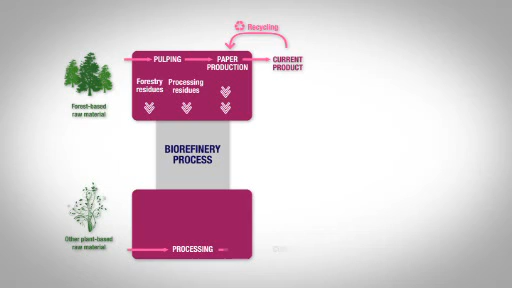 Recycling
PULPING
PAPER
PRODUCTION
CURRENT
PRODUCT
Forestry
residues
Processing
residues
Forest-based
raw material
BIOREFINERY
PROCESS
Other plant-based
raw material
PROCESSING